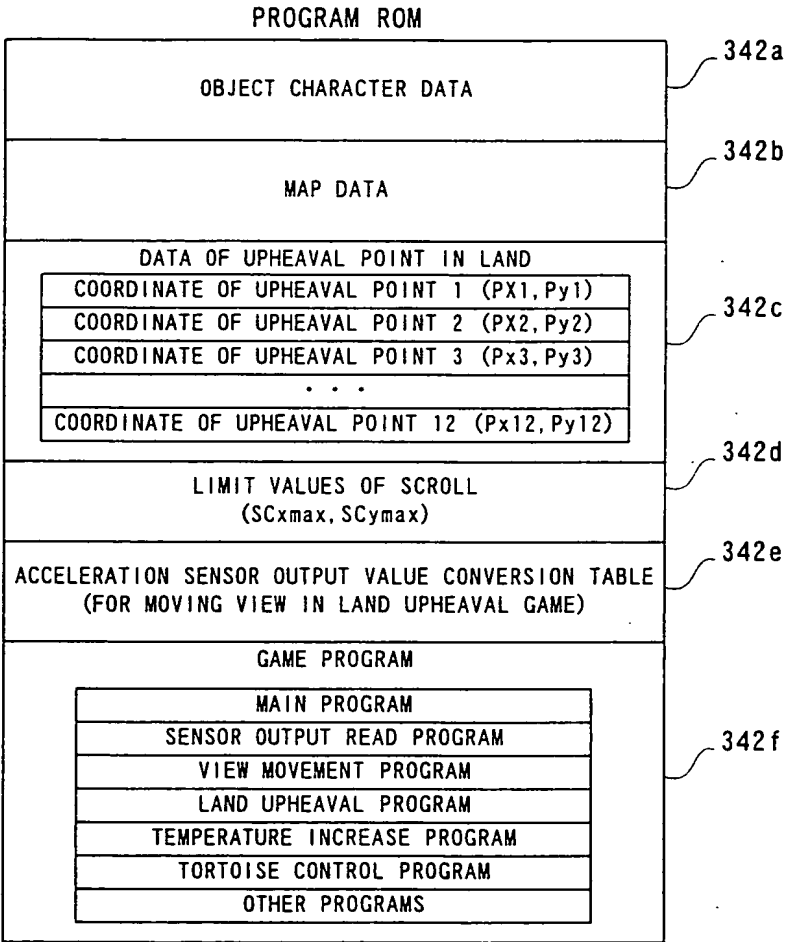 PROGRAM ROM
342a
OBJECT CHARACTER DATA
342b
MAP DATA
DATA OF UPHEAVAL POINT IN LAND
COORDINATE OF UPHEAVAL POINT 1 (PX1,Py1)
COORDINATE OF UPHEAVAL POINT 2 (PX2,Py2)
342c
COORDINATE OF UPHEAVAL POINT 3 (Px3,Py3)
. . .
COORDINATE OF UPHEAVAL POINT 12 (Px12,Py12)
342d
LIMIT VALUES OF SCROLL
(SCxmax,SCymax)
342e
ACCELERATION SENSOR OUTPUT VALUE CONVERSION TABLE
(FOR MOVING VIEW IN LAND UPHEAVAL GAME)
GAME PROGRAM
MAIN PROGRAM
SENSOR OUTPUT READ PROGRAM
342f
VIEW MOVEMENT PROGRAM
LAND UPHEAVAL PROGRAM
TEMPERATURE INCREASE PROGRAM
TORTOISE CONTROL PROGRAM
OTHER PROGRAMS